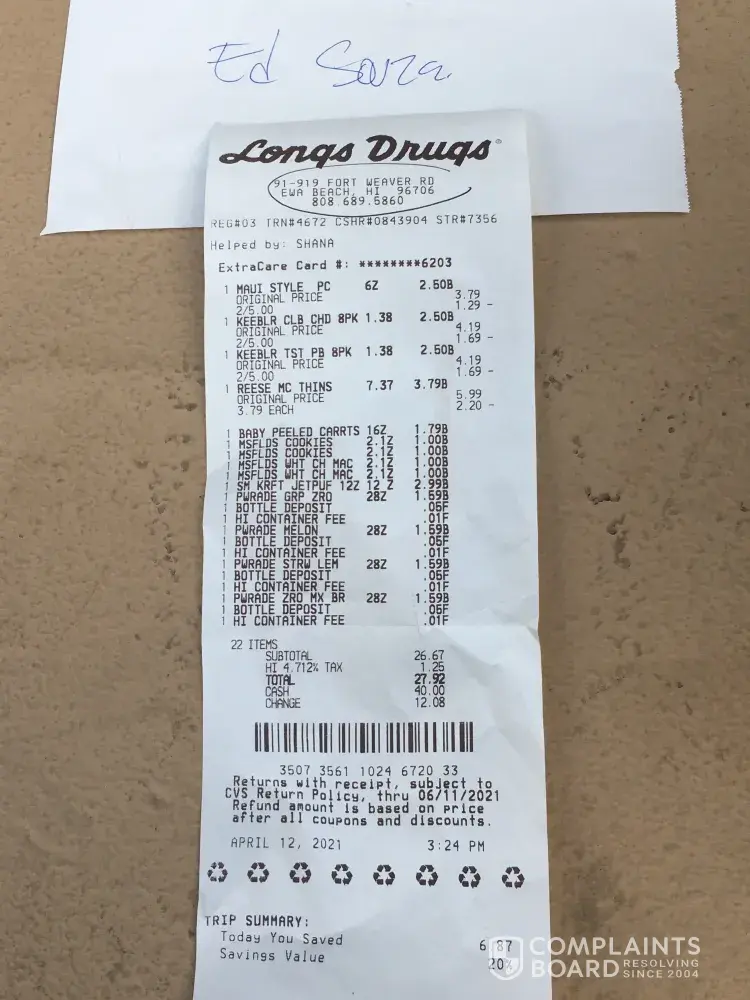 Ed Souza
Longs Drugs®
91-919 FORT WEAVER RD
EWA BEACH, HI 96706
808.689.5860
REG#03 TRN#4672 CSHR#0843904 STR#7356
Helped by: SHANA
ExtraCare Card #: ********6203
1 MAUI STYLE PC 6Z 2.50B
ORIGINAL PRICE 3.79
2/5.00 1.29 -
1 KEEBLR CLB CHD 8PK 1.38 2.50B
ORIGINAL PRICE 4.19
2/5.00 1.69 -
1 KEEBLR TST PB 8PK 1.38 2.50B
ORIGINAL PRICE 4.19
2/5.00 1.69 -
1 REESE MC THINS 7.37 3.79B
ORIGINAL PRICE 5.99
3.79 EACH 2.20 -
1 BABY PEELED CARRTS 16Z 1.79B
1 MSFLDS COOKIES 2.1Z 1.00B
1 MSFLDS COOKIES 2.1Z 1.00B
1 MSFLDS WHT CH MAC 2.1Z 1.00B
1 MSFLDS WHT CH MAC 2.1Z 1.00B
1 SM KRFT JETPUF 12Z 12 Z 2.99B
1 PWRADE GRP ZRO 28Z 1.59B
1 BOTTLE DEPOSIT .05F
1 HI CONTAINER FEE .01F
1 PWRADE MELON 28Z 1.59B
1 BOTTLE DEPOSIT .05F
1 HI CONTAINER FEE .01F
1 PWRADE STRW LEM 28Z 1.59B
1 BOTTLE DEPOSIT .05F
1 HI CONTAINER FEE .01F
1 PWRADE ZRO MX BR 28Z 1.59B
1 BOTTLE DEPOSIT .05F
1 HI CONTAINER FEE .01F
22 ITEMS
SUBTOTAL 26.67
HI 4.712% TAX 1.25
TOTAL 27.92
CASH 40.00
CHANGE 12.08
3507 3561 1024 6720 33
Returns with receipt, subject to
CVS Return Policy, thru 06/11/2021
Refund amount is based on price
after all coupons and discounts.
APRIL 12, 2021 3:24 PM
TRIP SUMMARY:
Today You Saved 6.87
Savings Value 20%
COMPLAINTS
BOARD RESOLVING
SINCE 2004